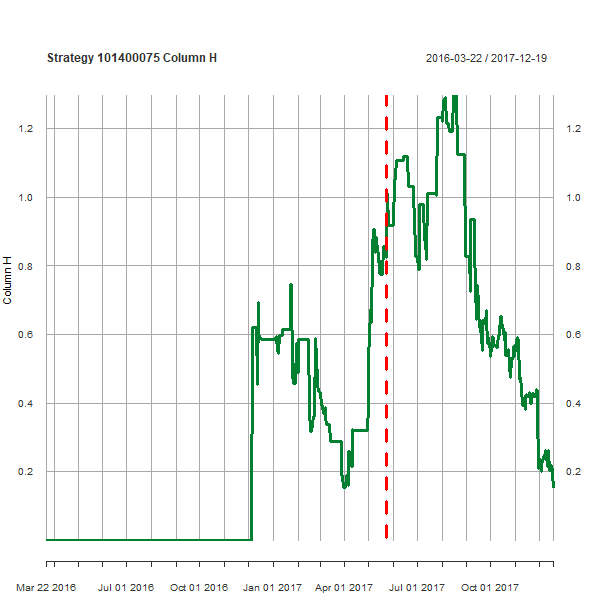 Strategy 101400075 Column H
2016-03-22 / 2017-12-19
1.2
1.2
1.0
1.0
0.8
0.8
Column H
0.6
0.6
0.4
0.4
0.2
0.2
Mar 22 2016
Jul 01 2016
Oct 01 2016
Jan 01 2017
Apr 01 2017
Jul 01 2017
Oct 01 2017